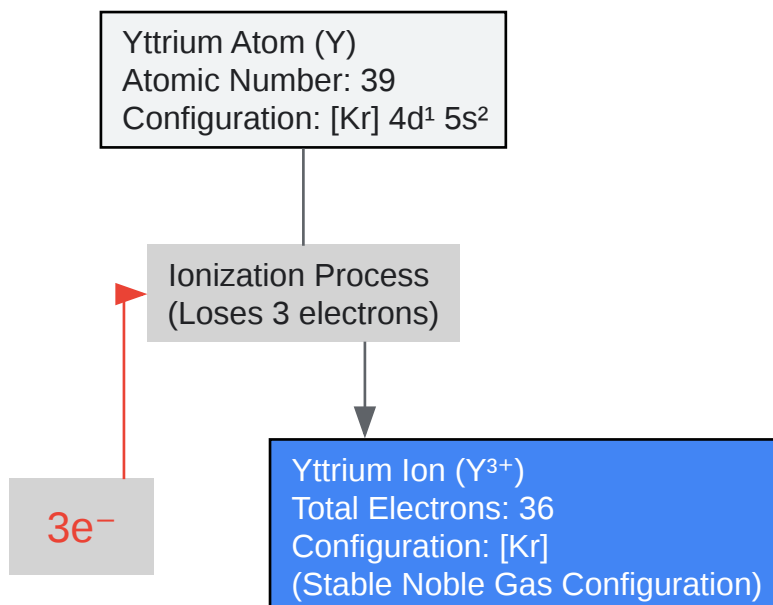 Yttrium Atom (Y)
Atomic Number: 39
Configuration: [Kr] 4d¹ 5s²
Ionization Process
(Loses 3 electrons)
3e⁻
Yttrium Ion (Y³⁺)
Total Electrons: 36
Configuration: [Kr]
(Stable Noble Gas Configuration)